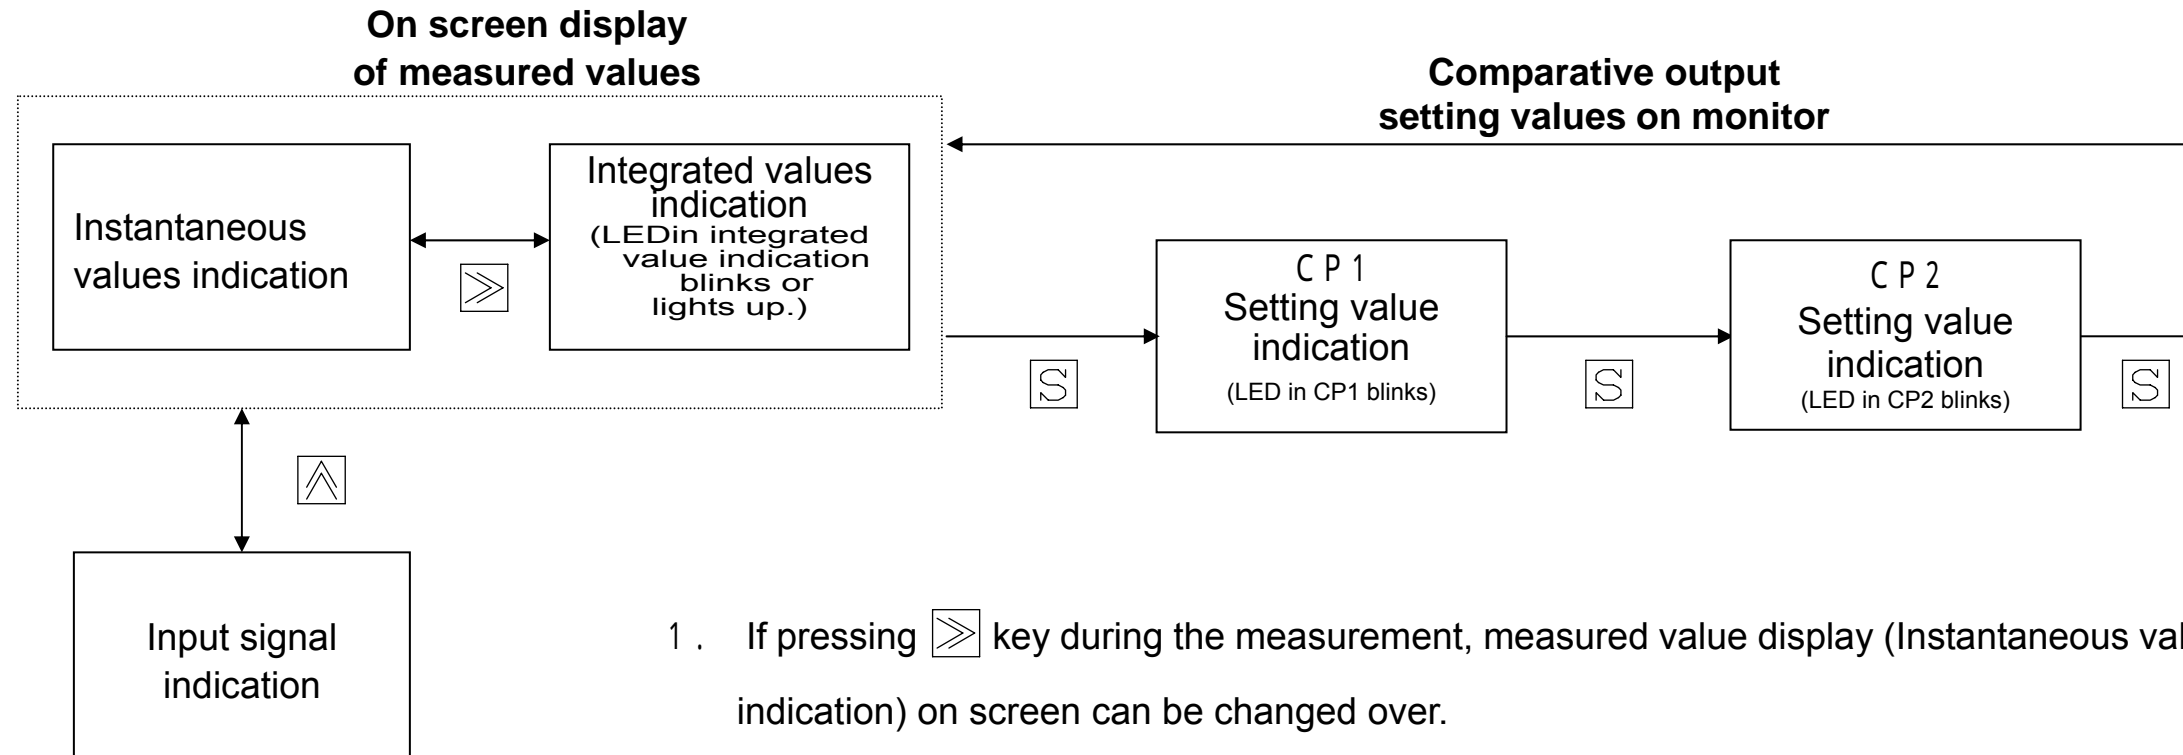 On screen display
of measured values
Comparative output
setting values on monitor
Instantaneous
values indication
Integrated values
indication
(LEDin integrated
value indication
blinks or
lights up.)
≫
CP1
Setting value
indication
(LED in CP1 blinks)
CP2
Setting value
indication
(LED in CP2 blinks)
S
S
S
Input signal
indication
1. If pressing ≫ key during the measurement, measured value display (Instantaneous
indication) on screen can be changed over.